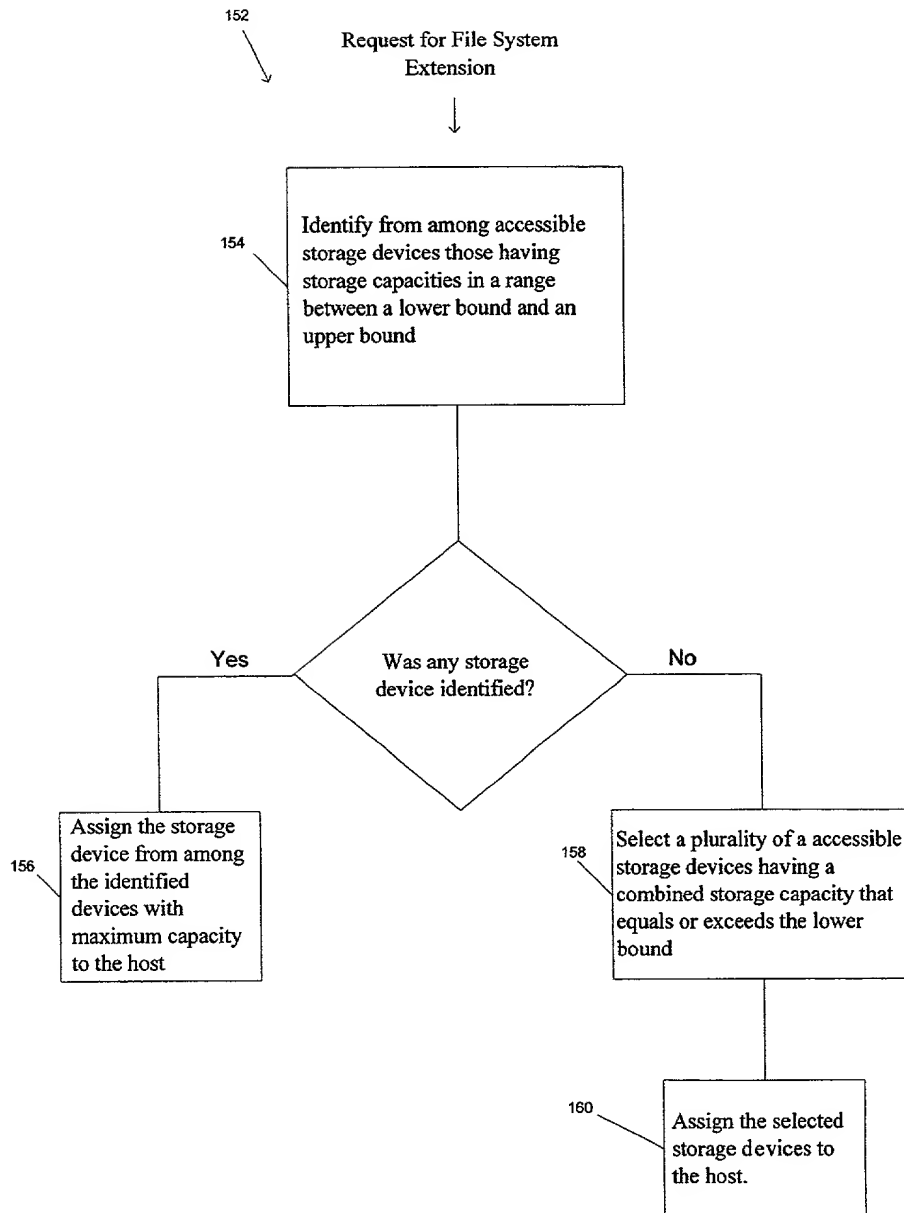 152
Request for File System
Extension
154
Identify from among accessible
storage devices those having
storage capacities in a range
between a lower bound and an
upper bound
Was any storage
device identified?
Yes
No
156
Assign the storage
device from among
the identified
devices with
maximum capacity
to the host
158
Select a plurality of a accessible
storage devices having a
combined storage capacity that
equals or exceeds the lower
bound
160
Assign the selected
storage devices to
the host.